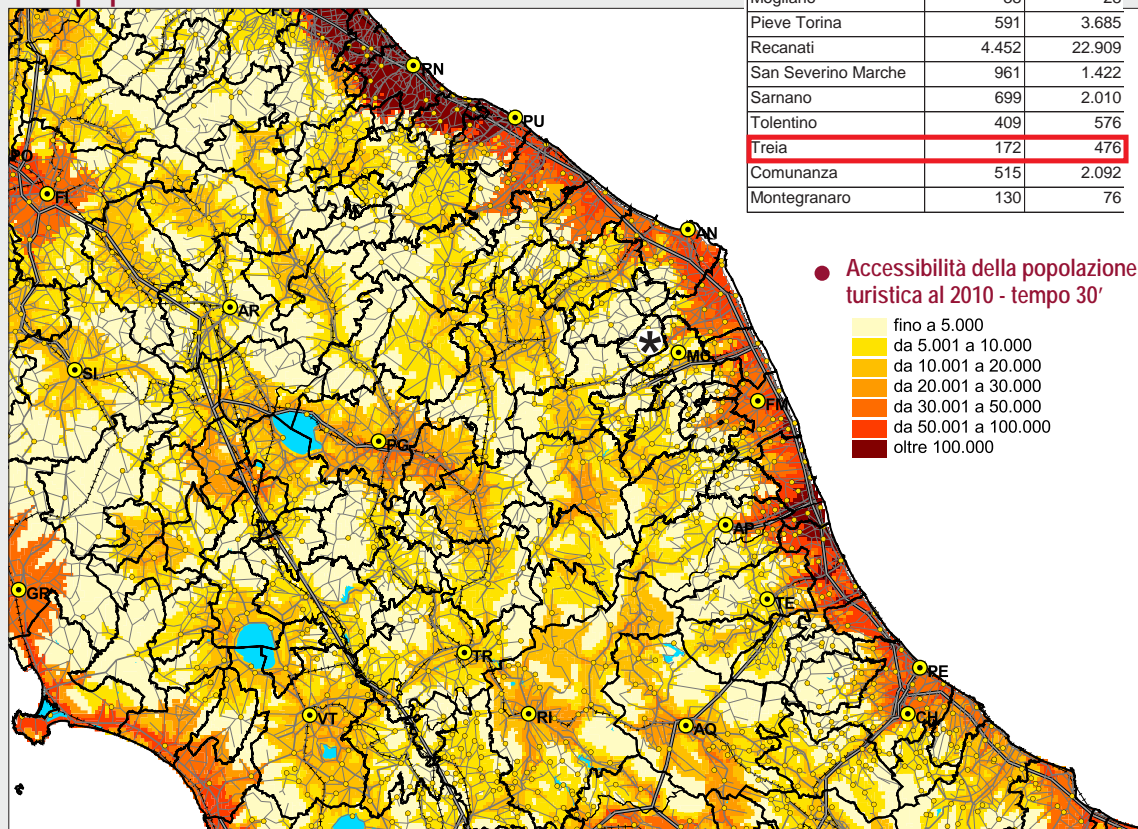 Pieve Torina 591 3.685
Recanati 4.452 22.909
San Severino Marche 961 1.422
Sarnano 699 2.010
Tolentino 409 576
Treia 172 476
Comunanza 515 2.092
Montegranaro 130 76
Accessibilità della popolazione
turistica al 2010 - tempo 30'
fino a 5.000
da 5.001 a 10.000
da 10.001 a 20.000
da 20.001 a 30.000
da 30.001 a 50.000
da 50.001 a 100.000
oltre 100.000
RN
PU
FI
AN
AR
*
MC
SI
FM
PG
AP
GR
TE
TR
PE
VT
RI
CH
AQ